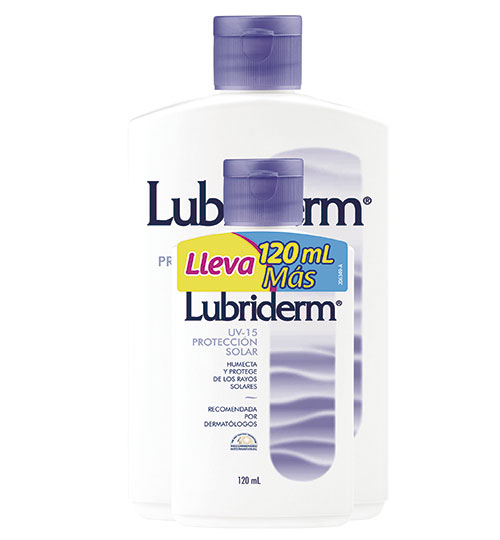 Lubriderm®
PR
Lleva 120 mL
Más
Lubriderm®
UV-15
PROTECCIÓN
SOLAR
HUMECTA
Y PROTEGE
DE LOS RAYOS
SOLARES
RECOMENDADA
POR
DERMATÓLOGOS
120 mL